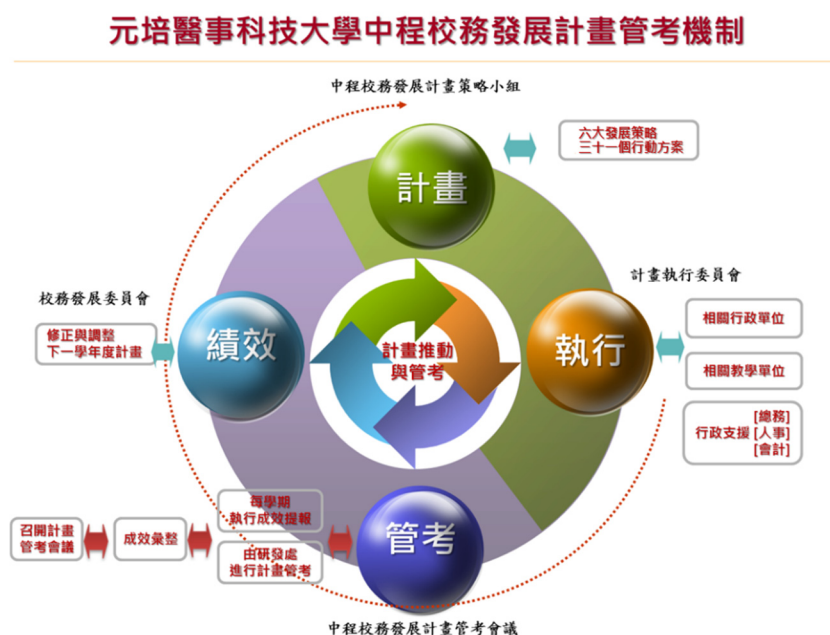 元培醫事科技大學中程校務發展計畫管考機制
中程校務發展計畫策略小組
計畫
六大發展策略
三十一個行動方案
計畫執行委員會
執行
相關行政單位
相關教學單位
[總務]
行政支援 [人事]
[會計]
校務發展委員會
績效
修正與調整
下一學年度計畫
計畫推動
與管考
管考
每學期
執行成效提報
由研發處
進行計畫管考
成效彙整
召開計畫
管考會議
中程校務發展計畫管考會議